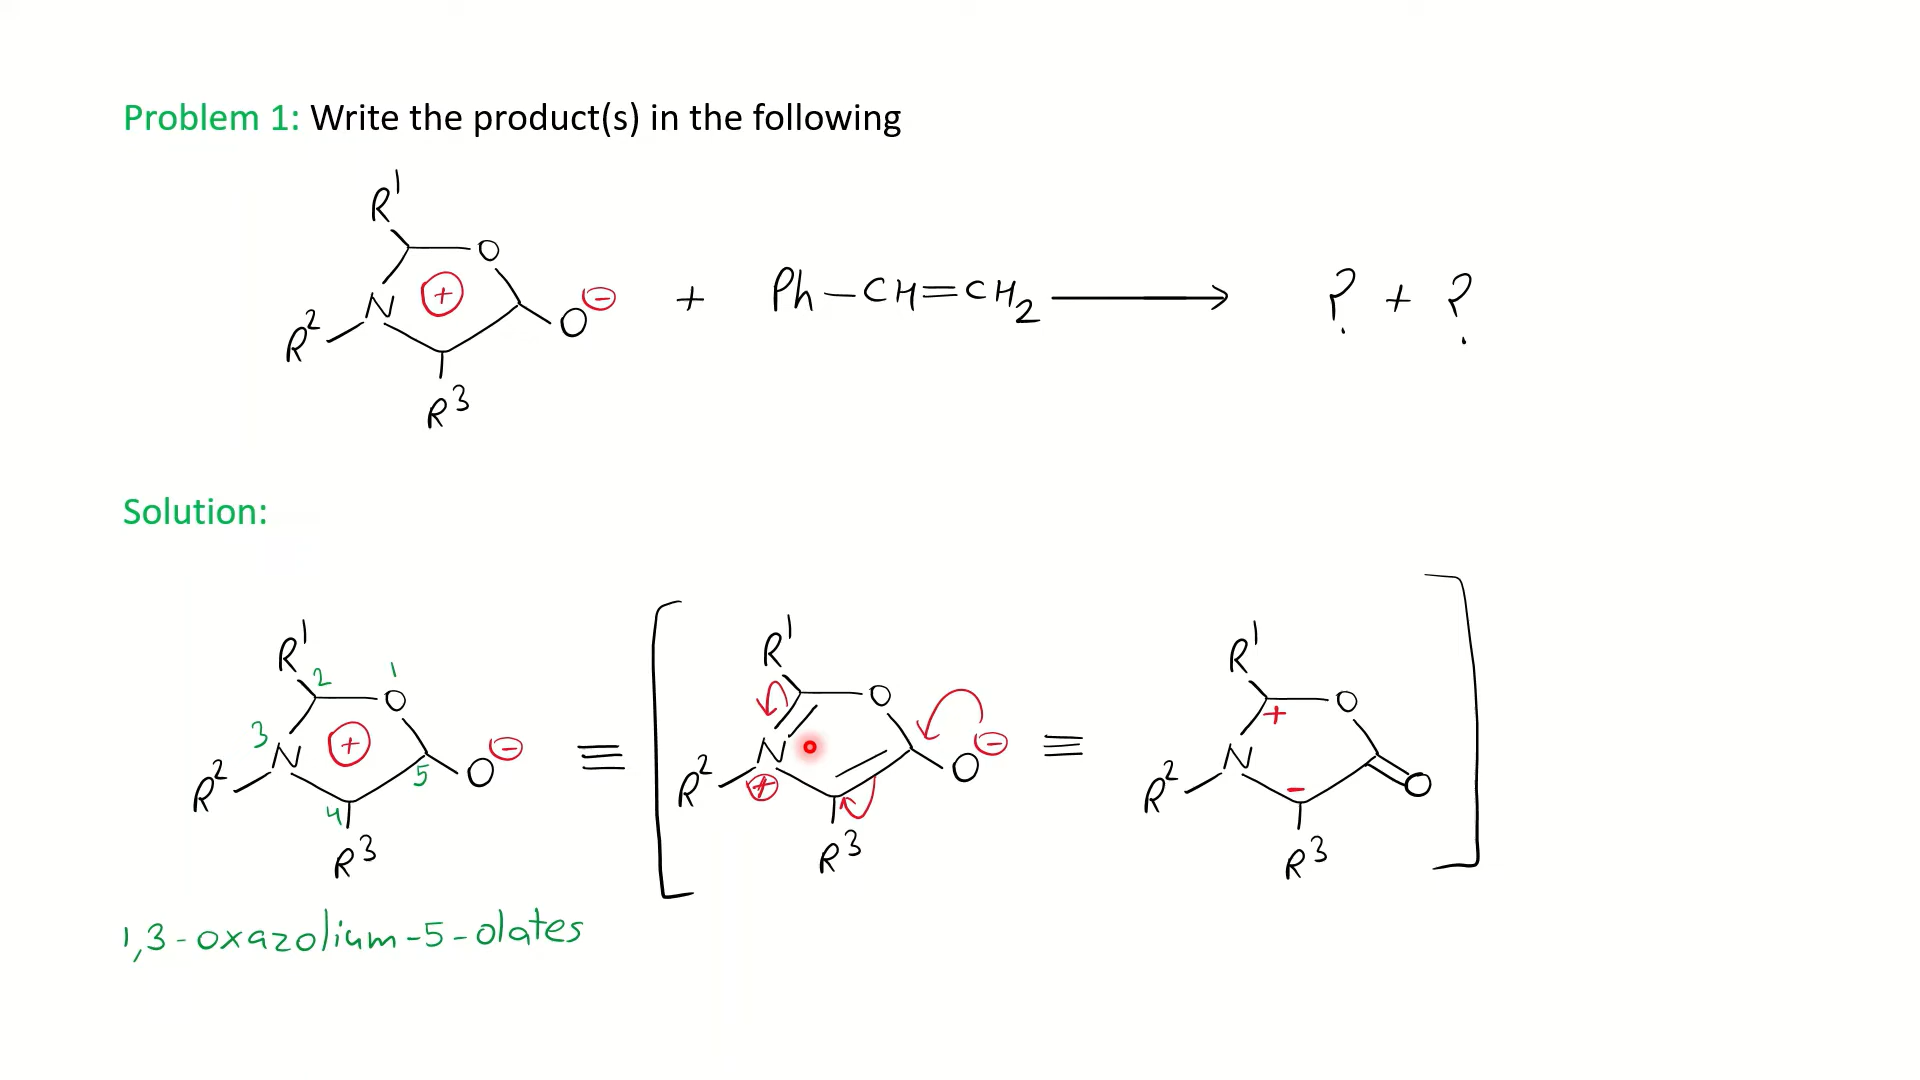 Problem 1: Write the product(s) in the following
R¹
O
⊕
N
O⊖
R²
R³
+ Ph—CH=CH₂ ⟶ ? + ?
Solution:
R¹
2
1
O
3
N
⊕
5
O⊖
R²
4
R³
≡
R¹
O
N
⊕
O⊖
R²
R³
≡
R¹
+
O
N
R²
-
O
R³
1,3-oxazolium-5-olates